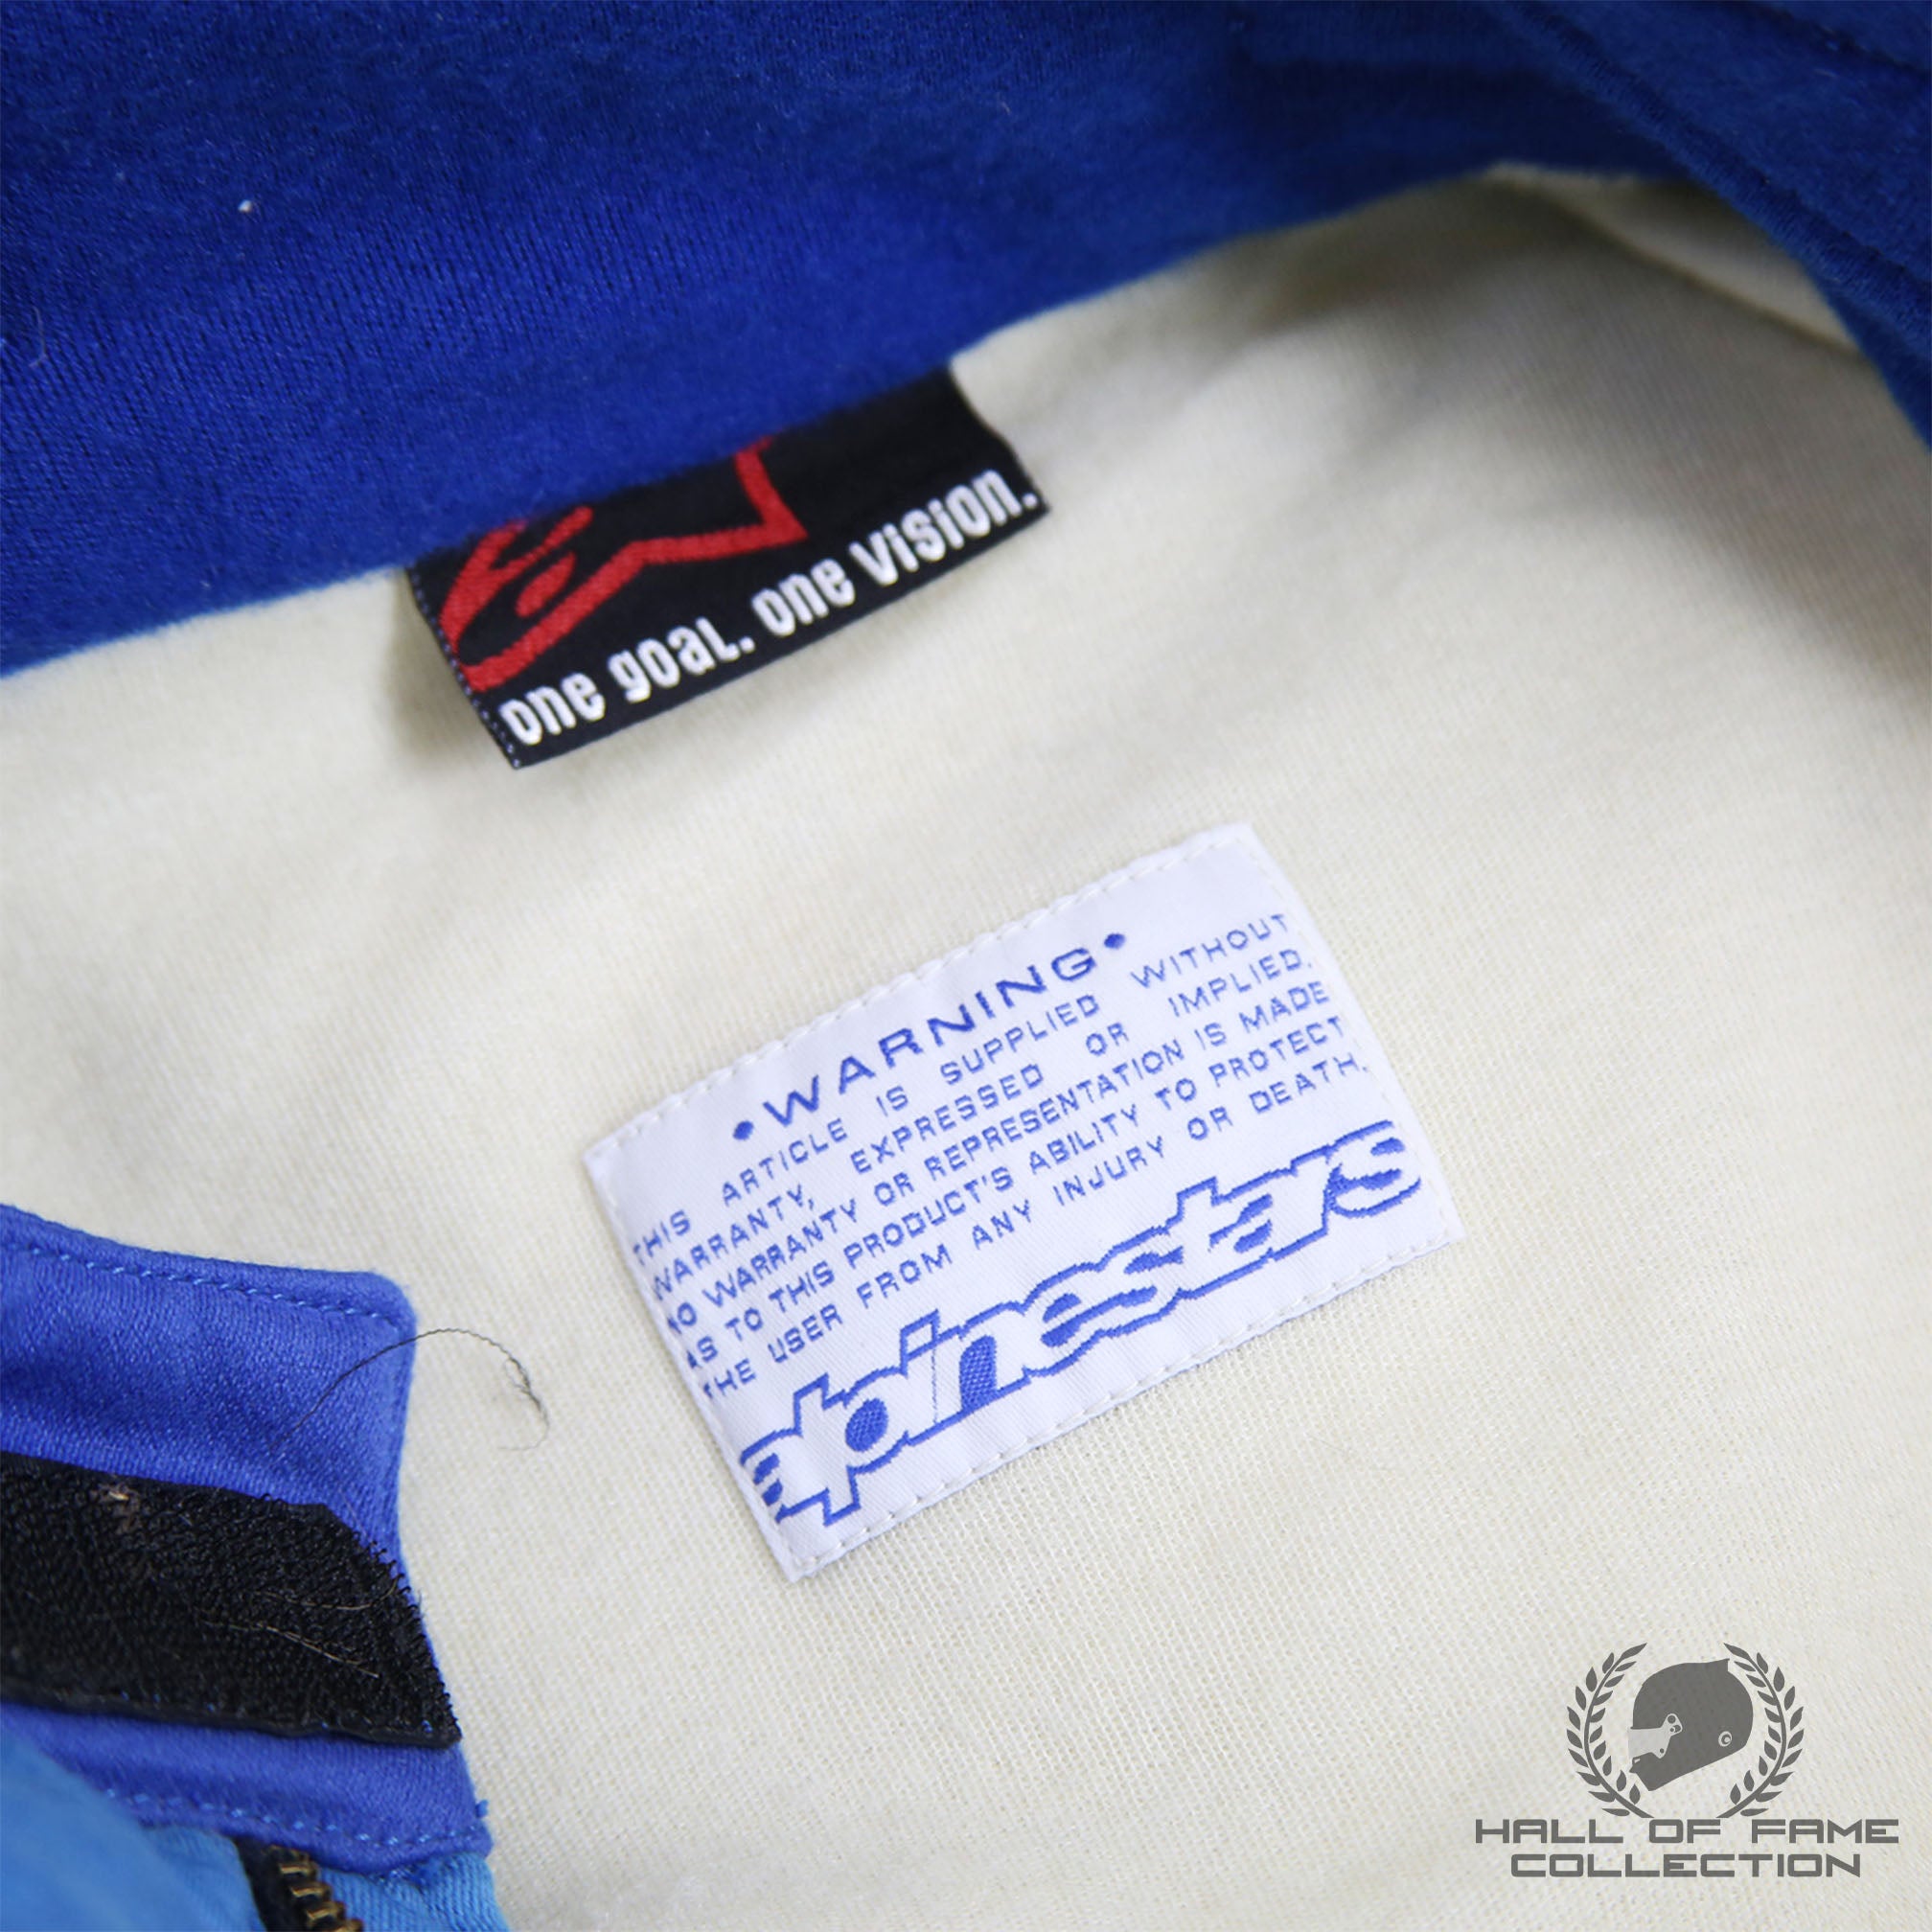 one goal. one vision.
•WARNING•
THIS ARTICLE IS SUPPLIED WITHOUT
WARRANTY, EXPRESSED OR IMPLIED.
NO WARRANTY OR REPRESENTATION IS MADE
AS TO THIS PRODUCT'S ABILITY TO PROTECT
THE USER FROM ANY INJURY OR DEATH.
alpinestars
HALL OF FAME
COLLECTION